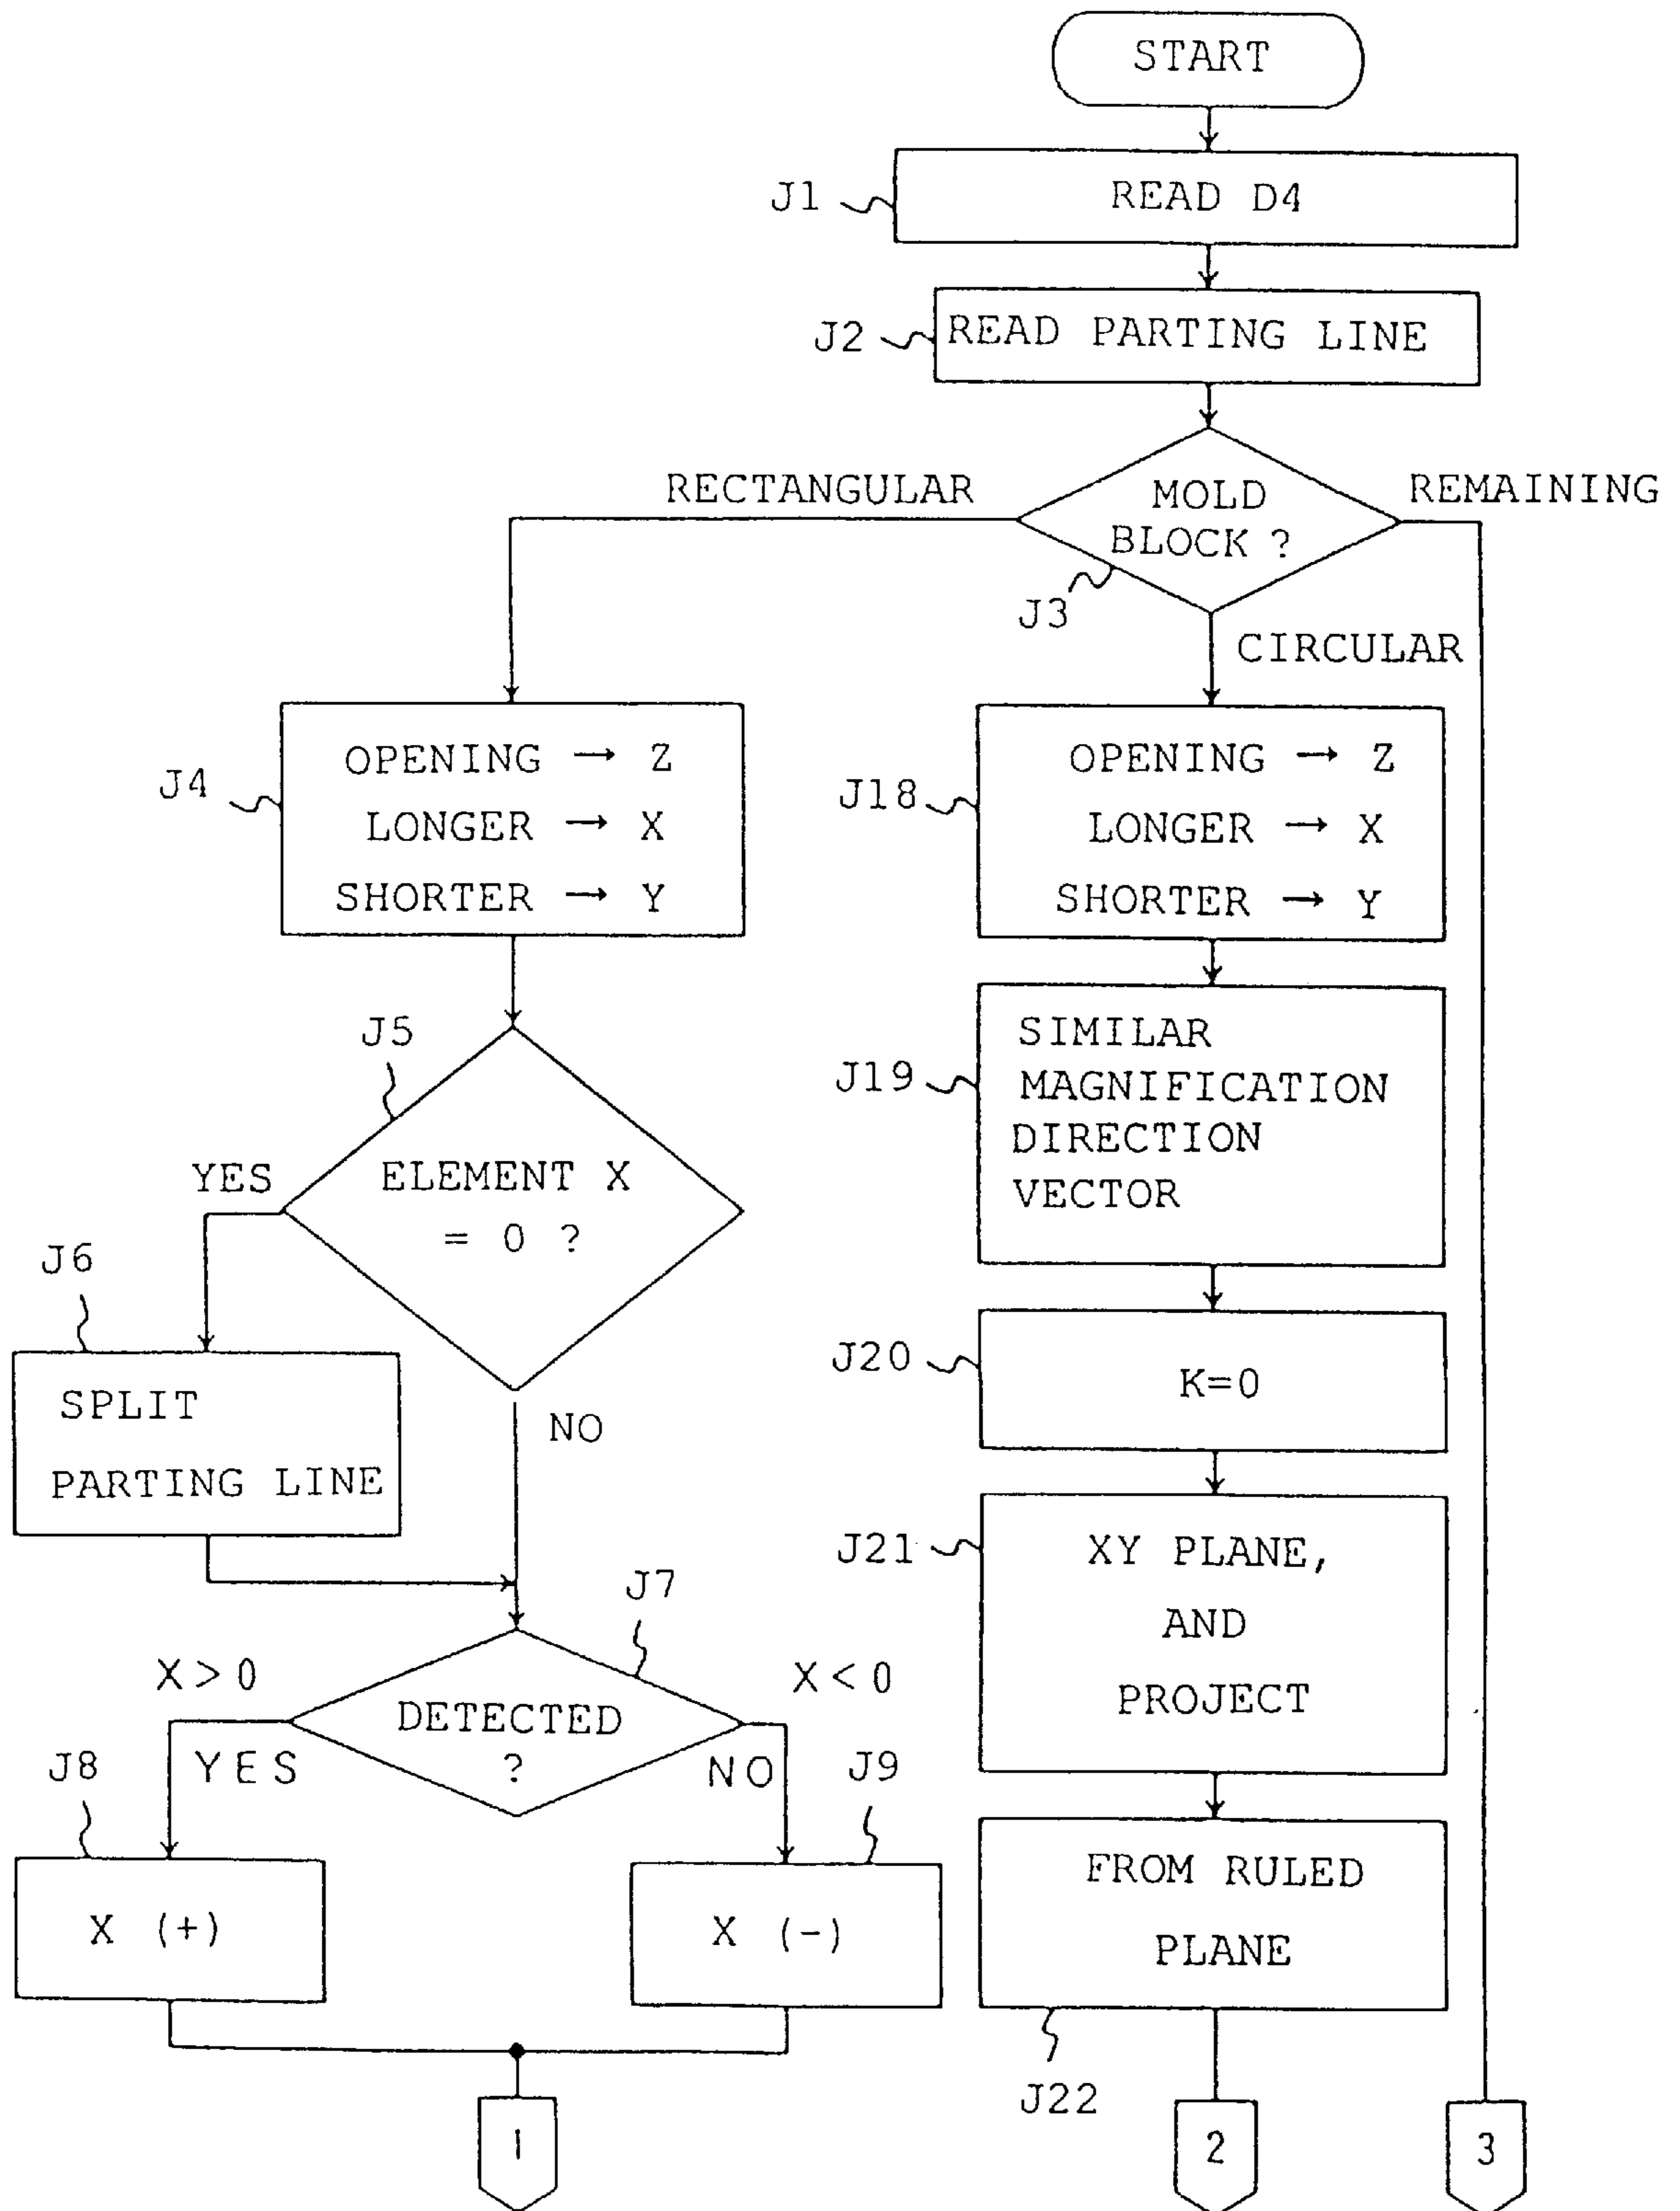 START
J1
READ D4
J2
READ PARTING LINE
RECTANGULAR
MOLD
BLOCK ?
REMAINING
J3
CIRCULAR
J4
OPENING → Z
LONGER → X
SHORTER → Y
J5
ELEMENT X
= 0 ?
YES
NO
J6
SPLIT
PARTING LINE
J7
X > 0
X < 0
DETECTED
?
YES
NO
J8
X (+)
J9
X (-)
1
J18
OPENING → Z
LONGER → X
SHORTER → Y
J19
SIMILAR
MAGNIFICATION
DIRECTION
VECTOR
J20
K=0
J21
XY PLANE,
AND
PROJECT
FROM RULED
PLANE
J22
2
3